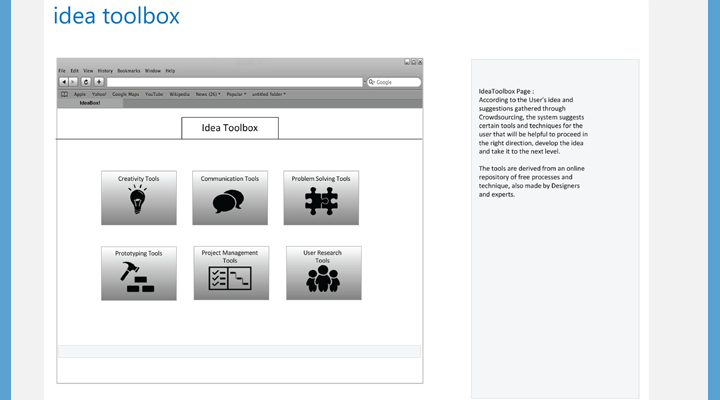 idea toolbox
File Edit View History Bookmarks Window Help
Google
Apple Yahoo! Google Maps YouTube Wikipedia News (26) Popular untitled folder
IdeaBox!
Idea Toolbox
Creativity Tools
Communication Tools
Problem Solving Tools
Prototyping Tools
Project Management
Tools
User Research
Tools
IdeaToolbox Page :
According to the User's idea and
suggestions gathered through
Crowdsourcing, the system suggests
certain tools and techniques for the
user that will be helpful to proceed in
the right direction, develop the idea
and take it to the next level.
The tools are derived from an online
repository of free processes and
technique, also made by Designers
and experts.